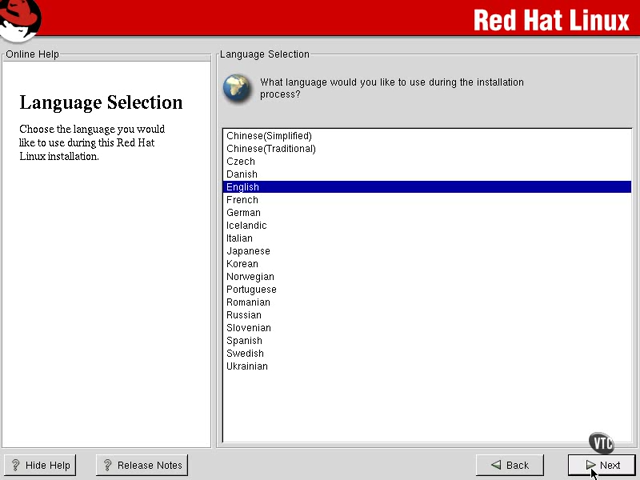 Red Hat Linux
Online Help
Language Selection
Choose the language you would
like to use during this Red Hat
Linux installation.
Language Selection
What language would you like to use during the installation
process?
Chinese(Simplified)
Chinese(Traditional)
Czech
Danish
English
French
German
Icelandic
Italian
Japanese
Korean
Norwegian
Portuguese
Romanian
Russian
Slovenian
Spanish
Swedish
Ukrainian
Hide Help
Release Notes
Back
Next
VTC